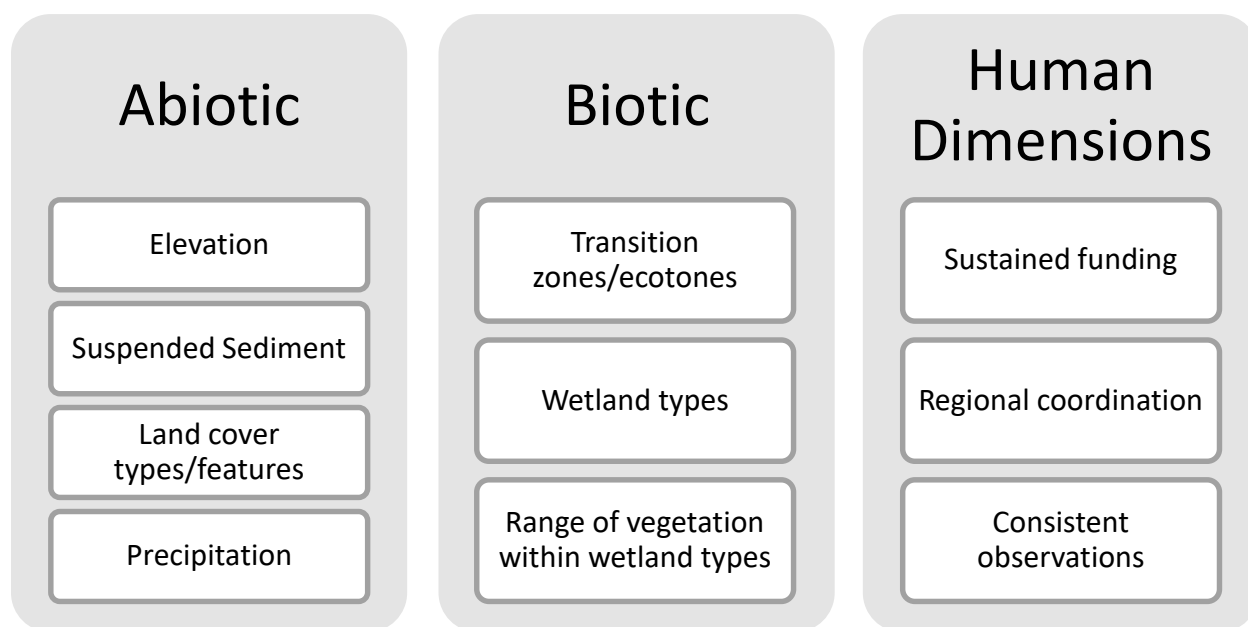 Abiotic
Elevation
Suspended Sediment
Land cover
types/features
Precipitation
Biotic
Transition
zones/ecotones
Wetland types
Range of vegetation
within wetland types
Human
Dimensions
Sustained funding
Regional coordination
Consistent
observations